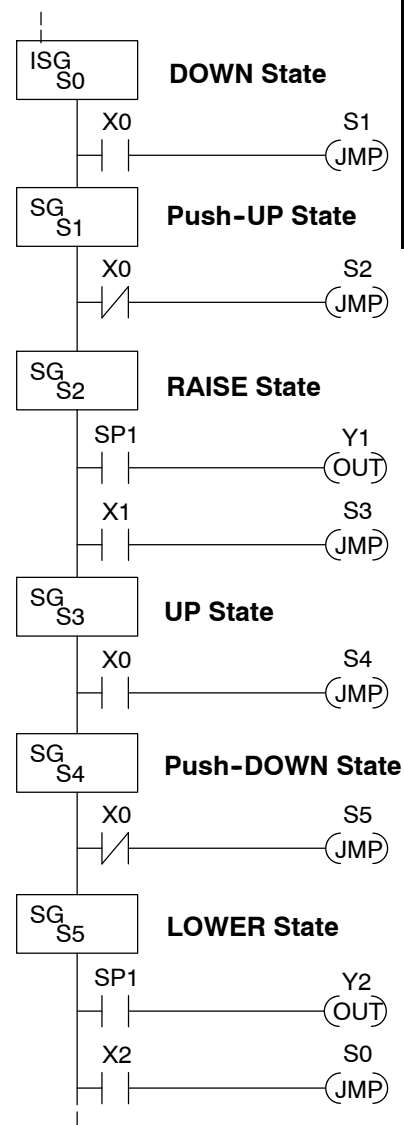 ISG
S0
DOWN State
X0
S1
JMP
SG
S1
Push-UP State
X0
S2
JMP
SG
S2
RAISE State
SP1
Y1
OUT
X1
S3
JMP
SG
S3
UP State
X0
S4
JMP
SG
S4
Push-DOWN State
X0
S5
JMP
SG
S5
LOWER State
SP1
Y2
OUT
X2
S0
JMP